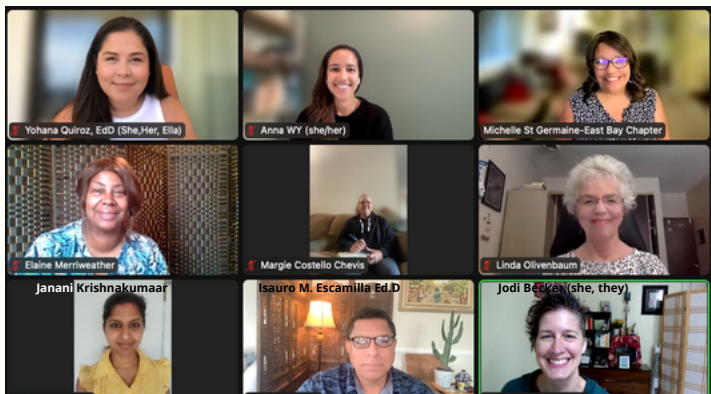 Yohana Quiroz, EdD (She,Her, Ella)
Anna WY (she/her)
Michelle St Germaine-East Bay Chapter
Elaine Merriweather
Margie Costello Chevis
Linda Olivenbaum
Janani Krishnakumaar
Isauro M. Escamilla Ed.D
Jodi Becker (she, they)